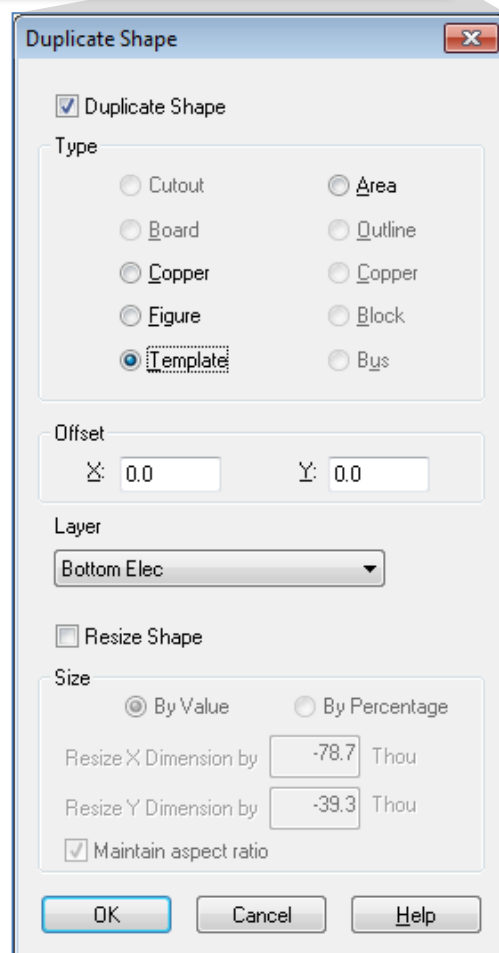 Duplicate Shape
Duplicate Shape
Type
Cutout Area
Board Outline
Copper Copper
Figure Block
Template Bus
Offset
X: 0.0 Y: 0.0
Layer
Bottom Elec
Resize Shape
Size
By Value By Percentage
Resize X Dimension by -78.7 Thou
Resize Y Dimension by -39.3 Thou
Maintain aspect ratio
OK Cancel Help